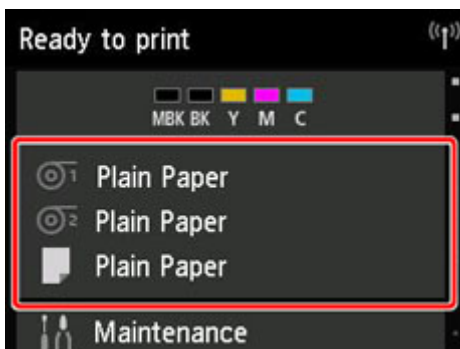 Ready to print
MBK BK Y M C
1 Plain Paper
2 Plain Paper
Plain Paper
Maintenance